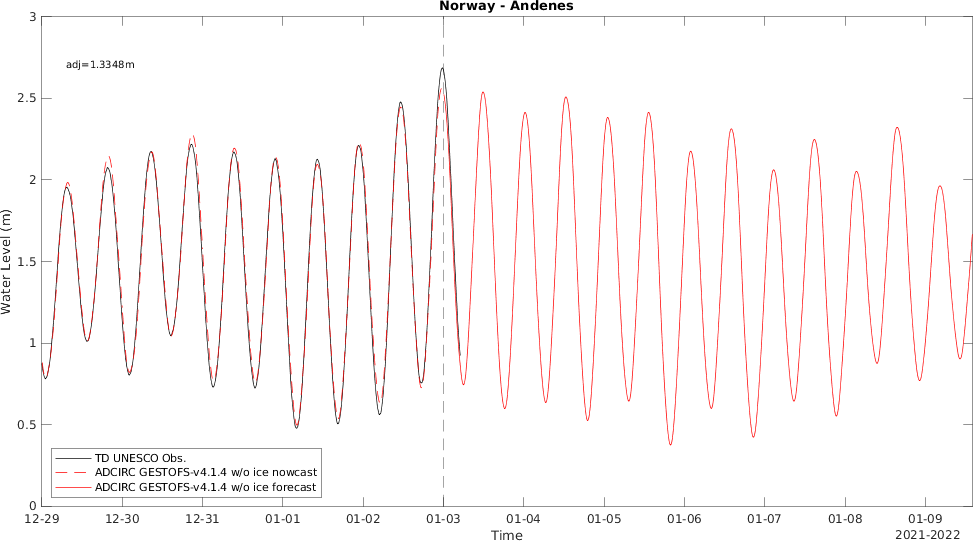 Norway - Andenes
3
adj=1.3348m
2.5
2
1.5
Water Level (m)
1
0.5
0
TD UNESCO Obs.
ADCIRC GESTOFS-v4.1.4 w/o ice nowcast
ADCIRC GESTOFS-v4.1.4 w/o ice forecast
12-29 12-30 12-31 01-01 01-02 01-03 01-04 01-05 01-06 01-07 01-08 01-09
Time
2021-2022